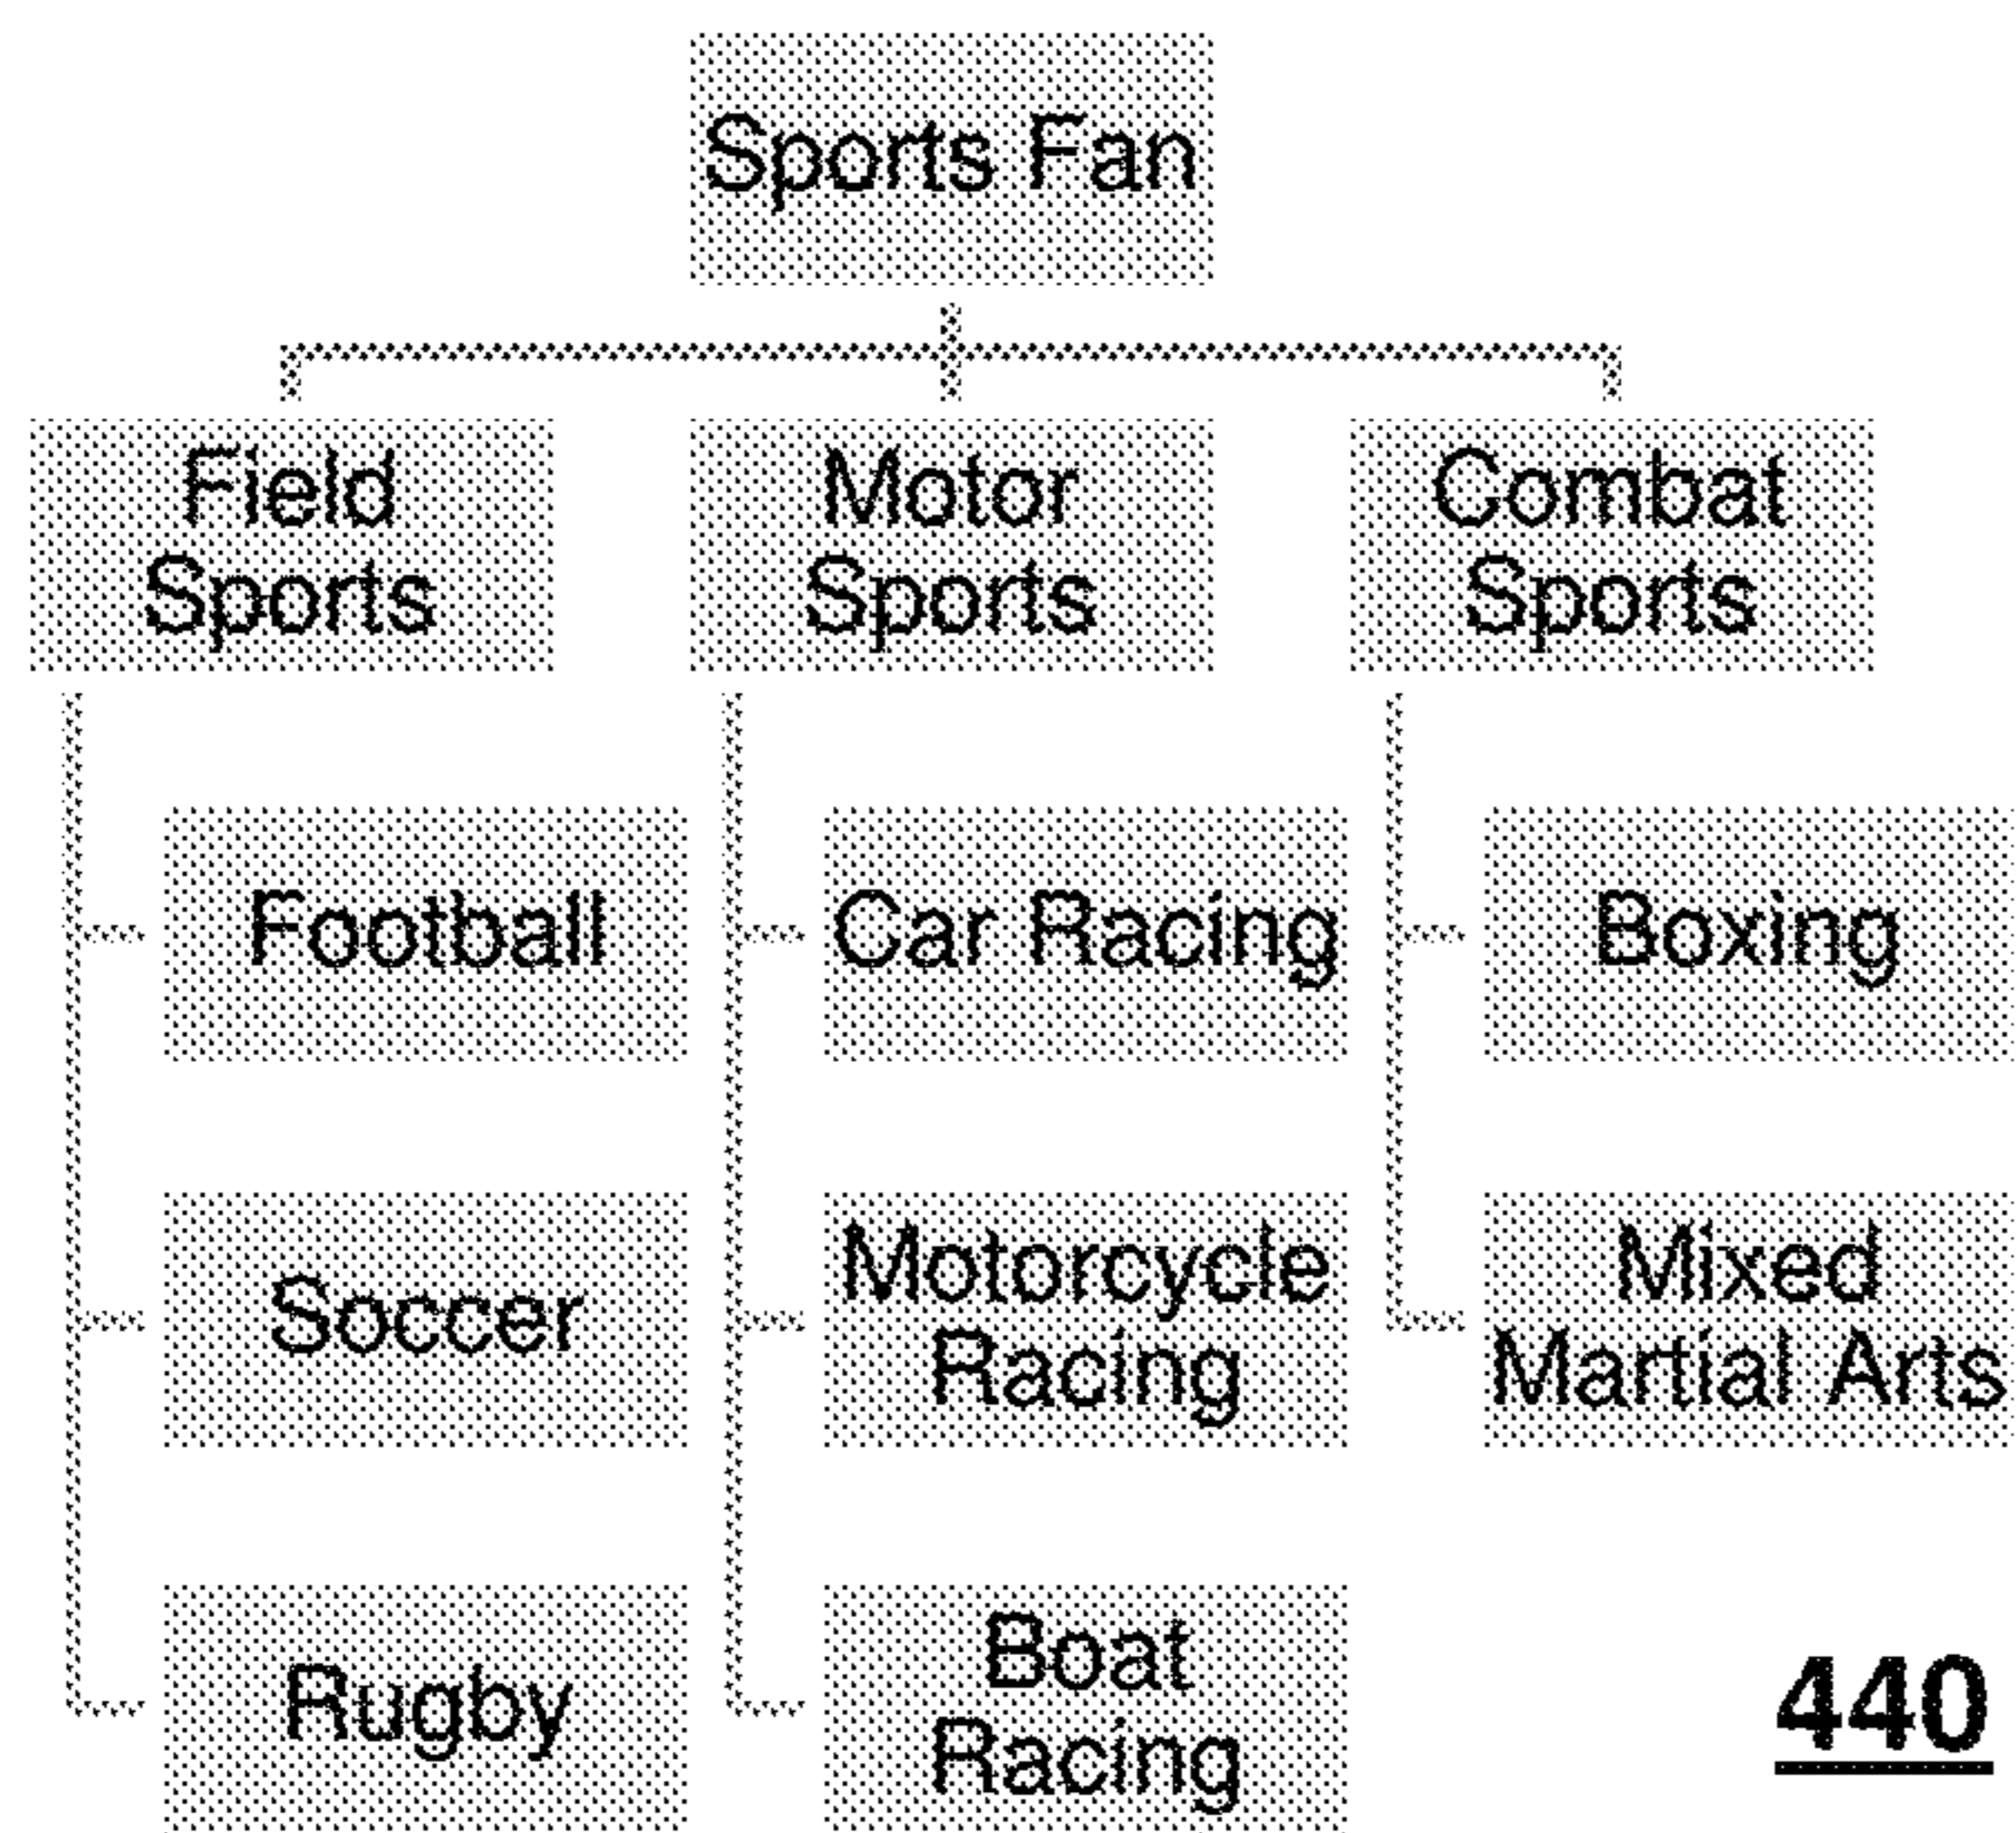 Sports Fan
Field
Sports
Motor
Sports
Combat
Sports
Football
Car Racing
Boxing
Soccer
Motorcycle
Racing
Mixed
Martial Arts
Rugby
Boat
Racing
440